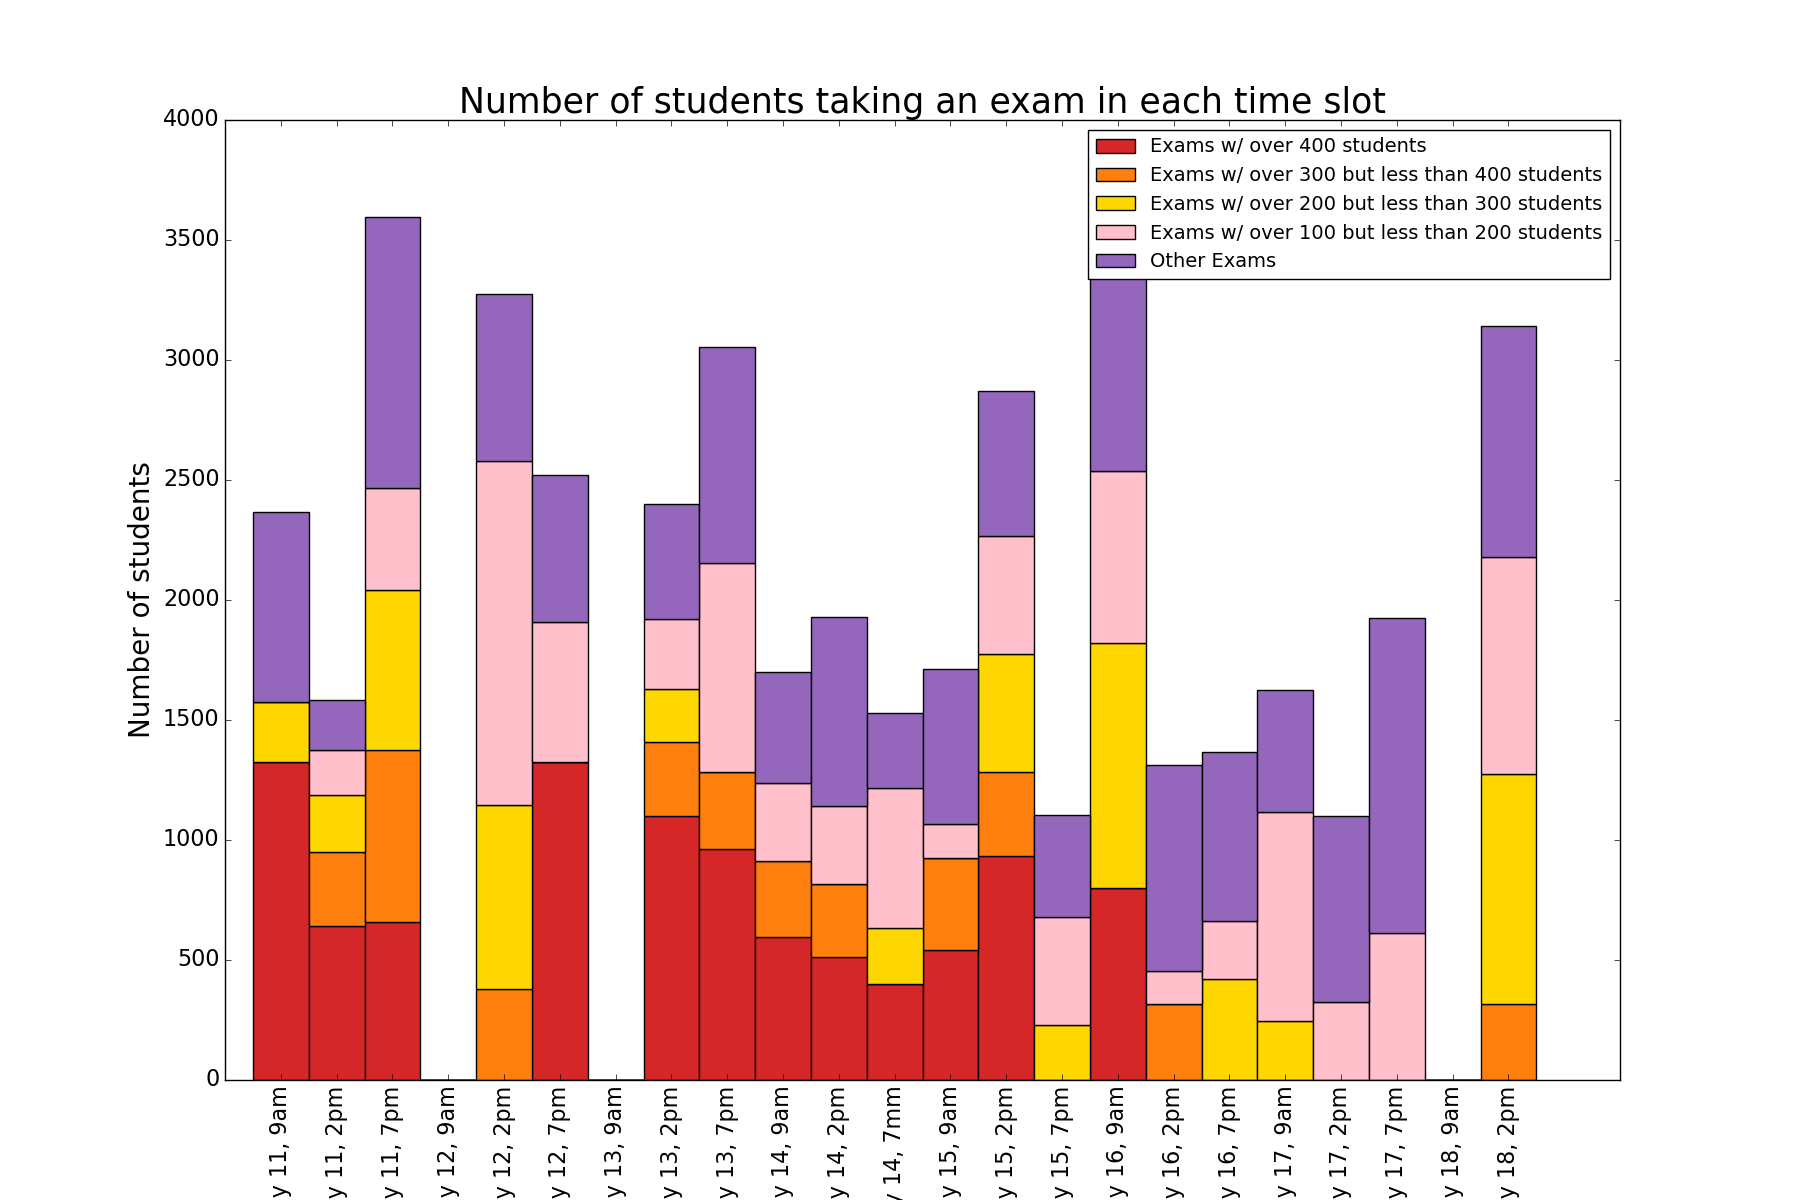 Number of students taking an exam in each time slot
Exams w/ over 400 students
Exams w/ over 300 but less than 400 students
Exams w/ over 200 but less than 300 students
Exams w/ over 100 but less than 200 students
Other Exams
Number of students
4000
3500
3000
2500
2000
1500
1000
500
0
y 11, 9am
y 11, 2pm
y 11, 7pm
y 12, 9am
y 12, 2pm
y 12, 7pm
y 13, 9am
y 13, 2pm
y 13, 7pm
y 14, 9am
y 14, 2pm
y 14, 7mm
y 15, 9am
y 15, 2pm
y 15, 7pm
y 16, 9am
y 16, 2pm
y 16, 7pm
y 17, 9am
y 17, 2pm
y 17, 7pm
y 18, 9am
y 18, 2pm